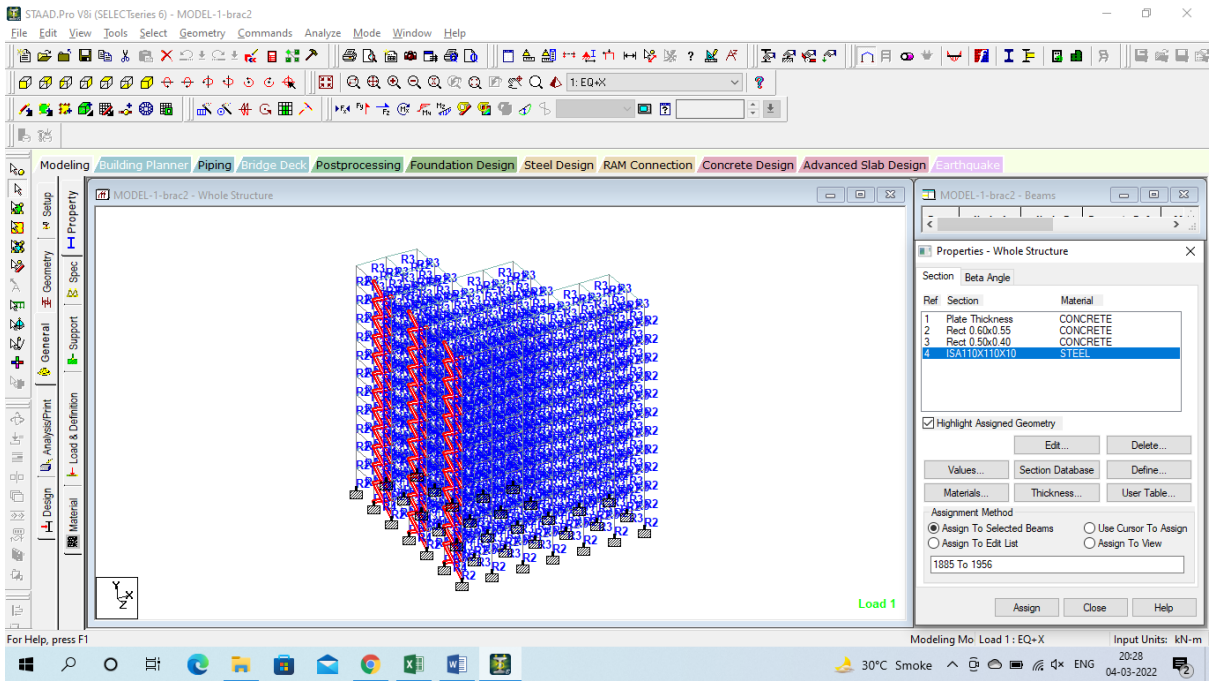 STAAD.Pro V8i (SELECTseries 6) - MODEL-1-brac2
File Edit View Tools Select Geometry Commands Analyze Mode Window Help
1: EQ+X
Modeling Building Planner Piping Bridge Deck Postprocessing Foundation Design Steel Design RAM Connection Concrete Design Advanced Slab Design Earthquake
Setup
Geometry
General
Analysis/Print
Design
Property
Spec
Support
Load & Definition
Material
MODEL-1-brac2 - Whole Structure
Load 1
MODEL-1-brac2 - Beams
Properties - Whole Structure
Section Beta Angle
Ref Section Material
1 Plate Thickness CONCRETE
2 Rect 0.60x0.55 CONCRETE
3 Rect 0.50x0.40 CONCRETE
4 ISA110X110X10 STEEL
Highlight Assigned Geometry
Edit... Delete...
Values... Section Database Define...
Materials... Thickness... User Table...
Assignment Method
Assign To Selected Beams Use Cursor To Assign
Assign To Edit List Assign To View
1885 To 1956
Assign Close Help
For Help, press F1 Modeling Mo Load 1 : EQ+X Input Units: kN-m
30°C Smoke ENG 20:28
04-03-2022
2